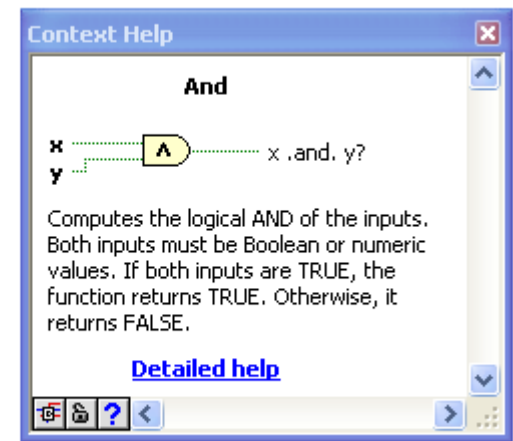 Context Help
And
x
y
Λ
x .and. y?
Computes the logical AND of the inputs.
Both inputs must be Boolean or numeric
values. If both inputs are TRUE, the
function returns TRUE. Otherwise, it
returns FALSE.
Detailed help
?